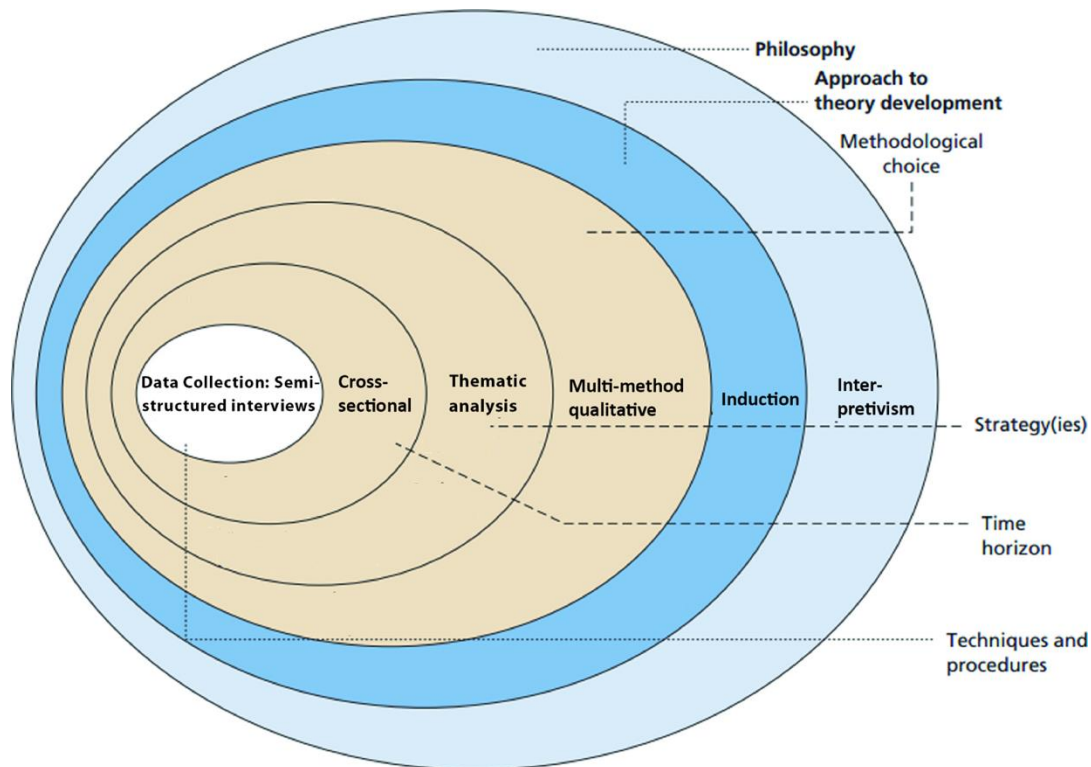 Philosophy
Approach to
theory development
Methodological
choice
Data Collection: Semi-
structured interviews
Cross-
sectional
Thematic
analysis
Multi-method
qualitative
Induction
Inter-
pretivism
Strategy(ies)
Time
horizon
Techniques and
procedures